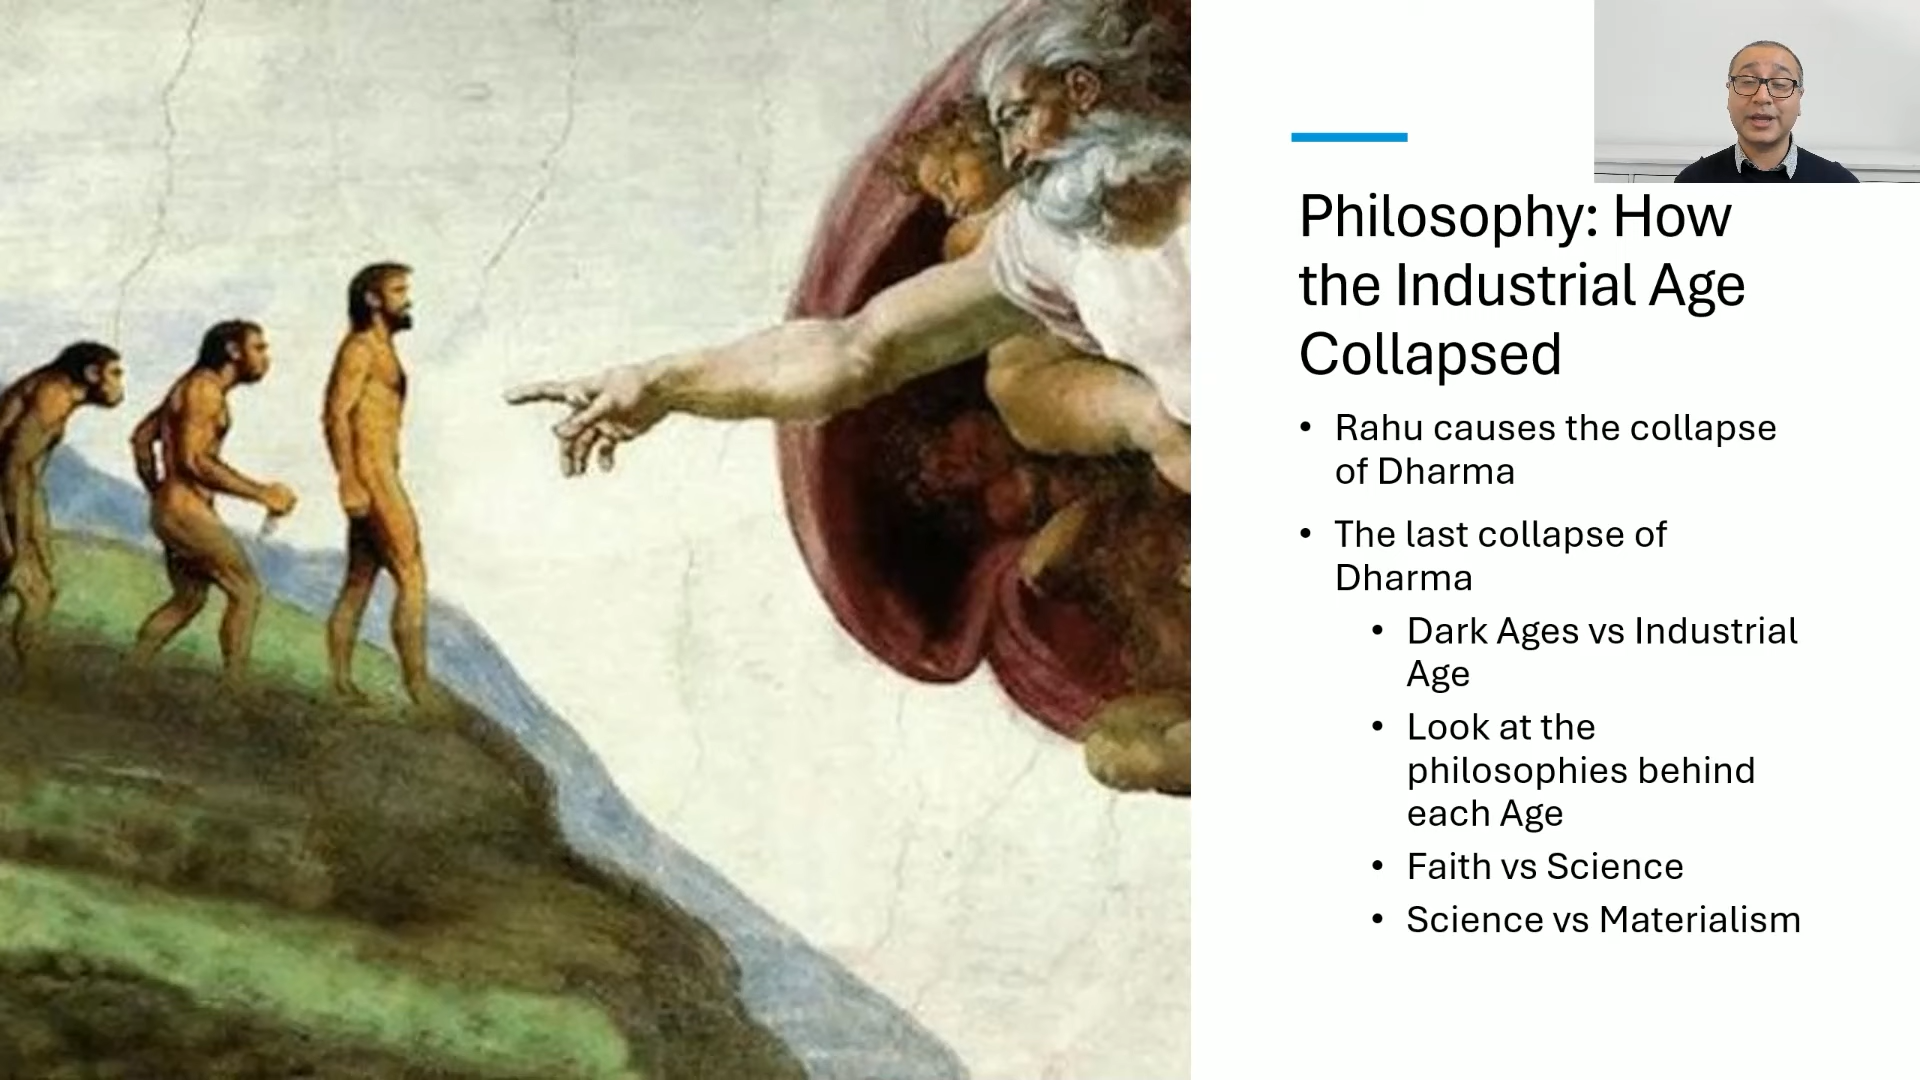 Philosophy: How
the Industrial Age
Collapsed
• Rahu causes the collapse
of Dharma
• The last collapse of
Dharma
• Dark Ages vs Industrial
Age
• Look at the
philosophies behind
each Age
• Faith vs Science
• Science vs Materialism